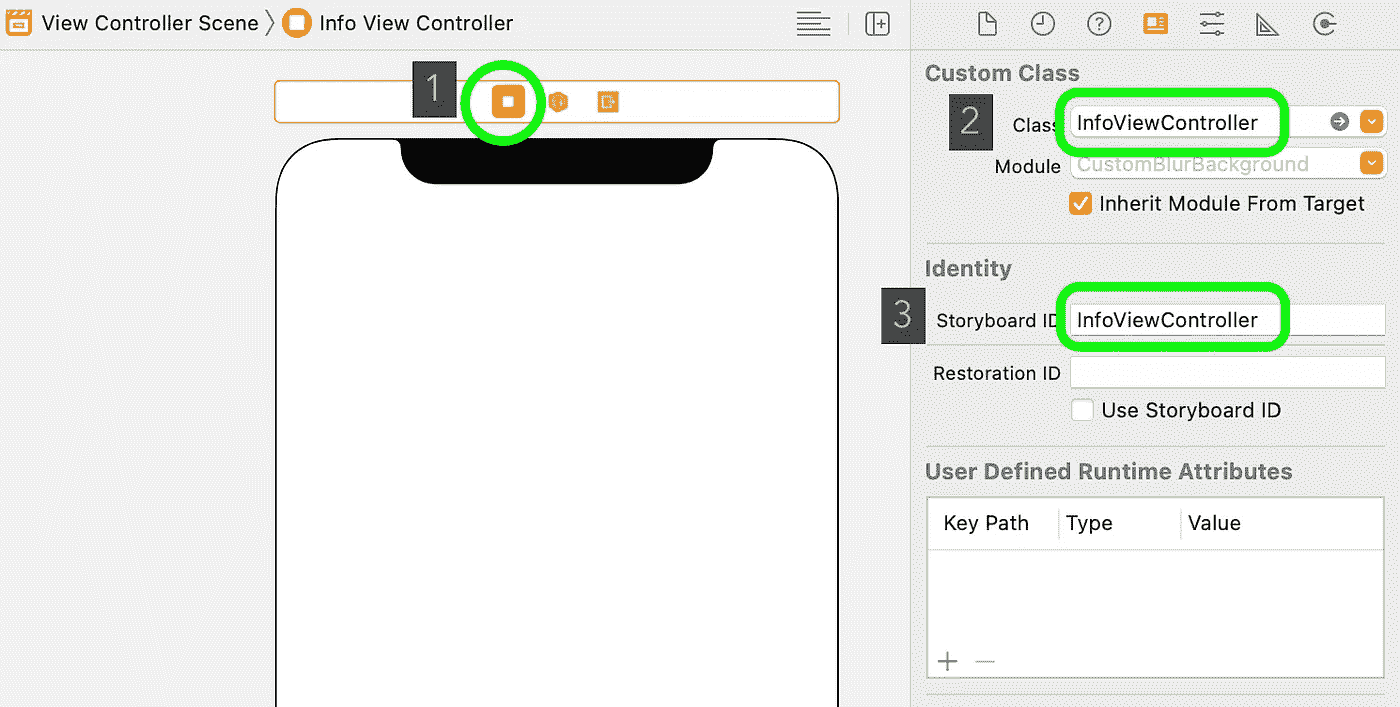 View Controller Scene
Info View Controller
1
Custom Class
2
Class InfoViewController
Module CustomBlurBackground
Inherit Module From Target
Identity
3
Storyboard ID InfoViewController
Restoration ID
Use Storyboard ID
User Defined Runtime Attributes
Key Path Type Value